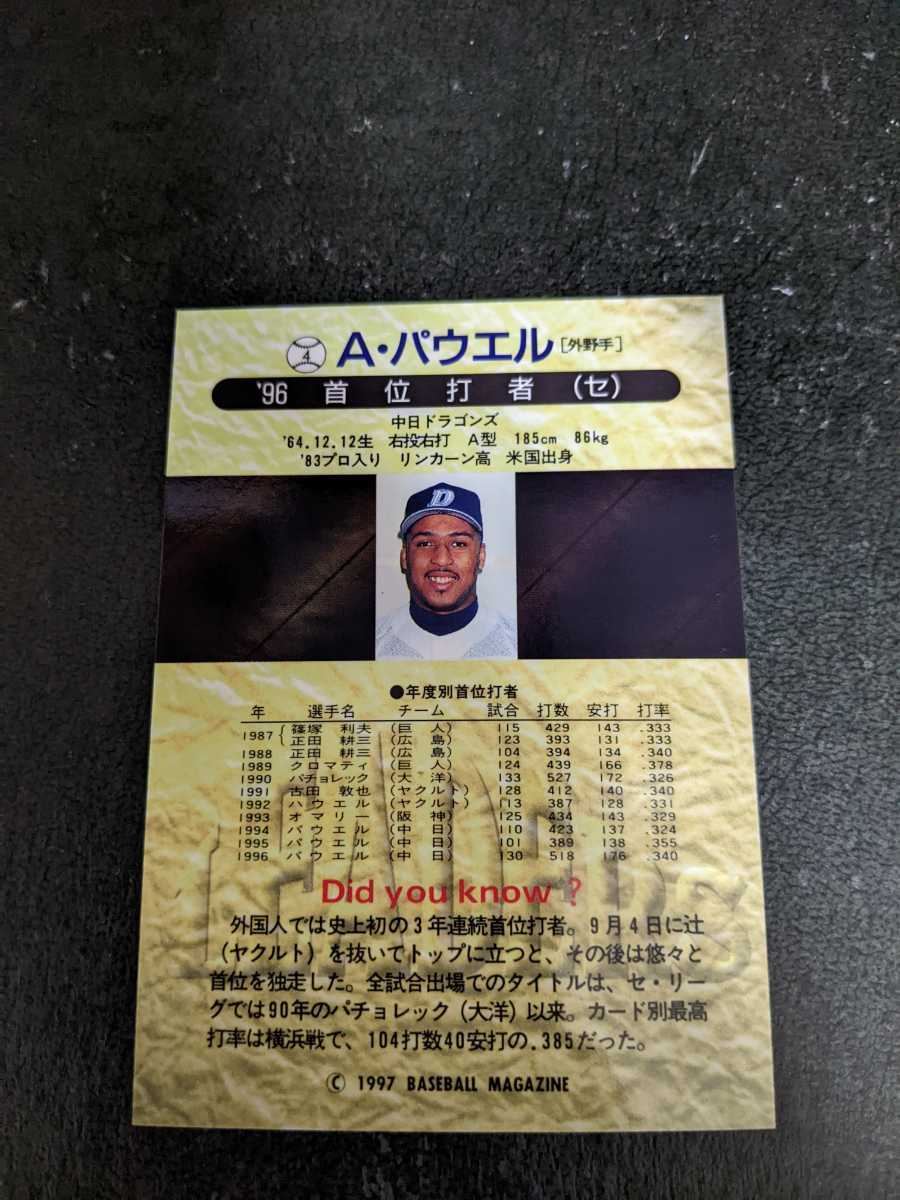 4 A・パウエル [外野手]
'96 首位打者 (セ)
中日ドラゴンズ
'64.12.12生 右投右打 A型 185cm 86kg
'83プロ入り リンカーン高 米国出身
D
●年度別首位打者
年 選手名 チーム 試合 打数 安打 打率
1987 { 篠塚 利夫 (巨人) 115 429 143 .333
正田 耕三 (広島) 123 393 131 .333
1988 正田 耕三 (広島) 104 394 134 .340
1989 クロマティ (巨人) 124 439 166 .378
1990 パチョレック (大洋) 133 527 172 .326
1991 古田 敦也 (ヤクルト) 128 412 140 .340
1992 ハウエル (ヤクルト) 113 387 128 .331
1993 オマリー (阪神) 125 434 143 .329
1994 パウエル (中日) 110 423 137 .324
1995 パウエル (中日) 101 389 138 .355
1996 パウエル (中日) 130 518 176 .340
LEADERS
Did you know ?
外国人では史上初の3年連続首位打者。9月4日に辻
(ヤクルト) を抜いてトップに立つと、その後は悠々と
首位を独走した。全試合出場でのタイトルは、セ・リー
グでは90年のパチョレック (大洋) 以来。カード別最高
打率は横浜戦で、104打数40安打の.385だった。
© 1997 BASEBALL MAGAZINE